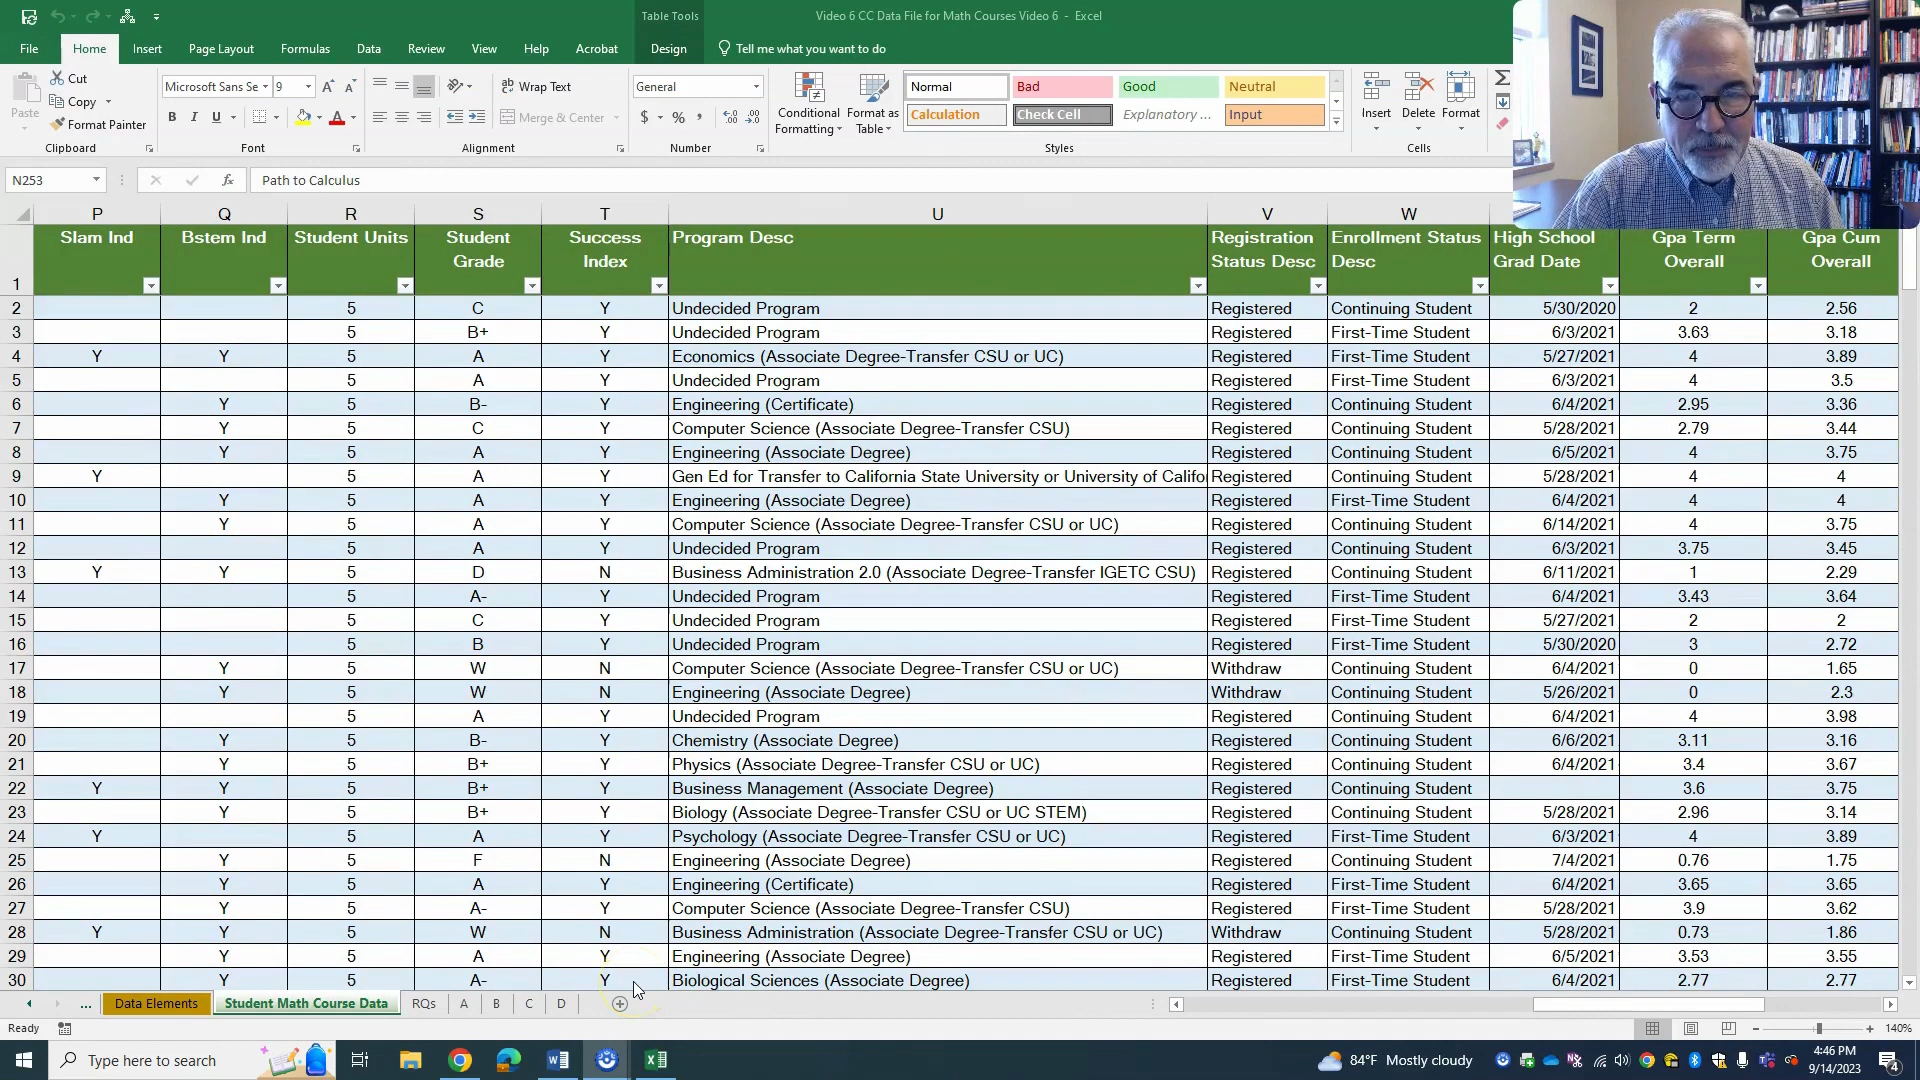 Table Tools
Video 6 CC Data File for Math Courses Video 6 - Excel
File Home Insert Page Layout Formulas Data Review View Help Acrobat Design Tell me what you want to do
Paste
Cut
Copy
Format Painter
Clipboard
Microsoft Sans Se 9
B I U
Font
Wrap Text
Merge & Center
Alignment
General
$ % ,
Number
Conditional Formatting
Format as Table
Normal Bad Good Neutral
Calculation Check Cell Explanatory ... Input
Styles
Insert Delete Format
Cells
N253 fx Path to Calculus
P Q R S T U V W
1 Slam Ind Bstem Ind Student Units Student Grade Success Index Program Desc Registration Status Desc Enrollment Status Desc High School Grad Date Gpa Term Overall Gpa Cum Overall
2 5 C Y Undecided Program Registered Continuing Student 5/30/2020 2 2.56
3 5 B+ Y Undecided Program Registered First-Time Student 6/3/2021 3.63 3.18
4 Y Y 5 A Y Economics (Associate Degree-Transfer CSU or UC) Registered First-Time Student 5/27/2021 4 3.89
5 5 A Y Undecided Program Registered First-Time Student 6/3/2021 4 3.5
6 Y 5 B- Y Engineering (Certificate) Registered Continuing Student 6/4/2021 2.95 3.36
7 Y 5 C Y Computer Science (Associate Degree-Transfer CSU) Registered Continuing Student 5/28/2021 2.79 3.44
8 Y 5 A Y Engineering (Associate Degree) Registered Continuing Student 6/5/2021 4 3.75
9 Y 5 A Y Gen Ed for Transfer to California State University or University of Califo Registered Continuing Student 5/28/2021 4 4
10 Y 5 A Y Engineering (Associate Degree) Registered First-Time Student 6/4/2021 4 4
11 Y 5 A Y Computer Science (Associate Degree-Transfer CSU or UC) Registered Continuing Student 6/14/2021 4 3.75
12 5 A Y Undecided Program Registered Continuing Student 6/3/2021 3.75 3.45
13 Y Y 5 D N Business Administration 2.0 (Associate Degree-Transfer IGETC CSU) Registered Continuing Student 6/11/2021 1 2.29
14 5 A- Y Undecided Program Registered First-Time Student 6/4/2021 3.43 3.64
15 5 C Y Undecided Program Registered First-Time Student 5/27/2021 2 2
16 5 B Y Undecided Program Registered First-Time Student 5/30/2020 3 2.72
17 Y 5 W N Computer Science (Associate Degree-Transfer CSU or UC) Withdraw Continuing Student 6/4/2021 0 1.65
18 Y 5 W N Engineering (Associate Degree) Withdraw Continuing Student 5/26/2021 0 2.3
19 5 A Y Undecided Program Registered Continuing Student 6/4/2021 4 3.98
20 Y 5 B- Y Chemistry (Associate Degree) Registered Continuing Student 6/6/2021 3.11 3.16
21 Y 5 B+ Y Physics (Associate Degree-Transfer CSU or UC) Registered Continuing Student 6/4/2021 3.4 3.67
22 Y Y 5 B+ Y Business Management (Associate Degree) Registered Continuing Student 3.6 3.75
23 Y 5 B+ Y Biology (Associate Degree-Transfer CSU or UC STEM) Registered Continuing Student 5/28/2021 2.96 3.14
24 Y 5 A Y Psychology (Associate Degree-Transfer CSU or UC) Registered First-Time Student 6/3/2021 4 3.89
25 Y 5 F N Engineering (Associate Degree) Registered Continuing Student 7/4/2021 0.76 1.75
26 Y 5 A Y Engineering (Certificate) Registered First-Time Student 6/4/2021 3.65 3.65
27 Y 5 A- Y Computer Science (Associate Degree-Transfer CSU) Registered First-Time Student 5/28/2021 3.9 3.62
28 Y Y 5 W N Business Administration (Associate Degree-Transfer CSU or UC) Withdraw Continuing Student 5/28/2021 0.73 1.86
29 Y 5 A Y Engineering (Associate Degree) Registered First-Time Student 6/5/2021 3.53 3.55
30 Y 5 A- Y Biological Sciences (Associate Degree) Registered First-Time Student 6/4/2021 2.77 2.77
... Data Elements Student Math Course Data RQs A B C D
Ready 140%
Type here to search 84°F Mostly cloudy 4:46 PM
9/14/2023 4